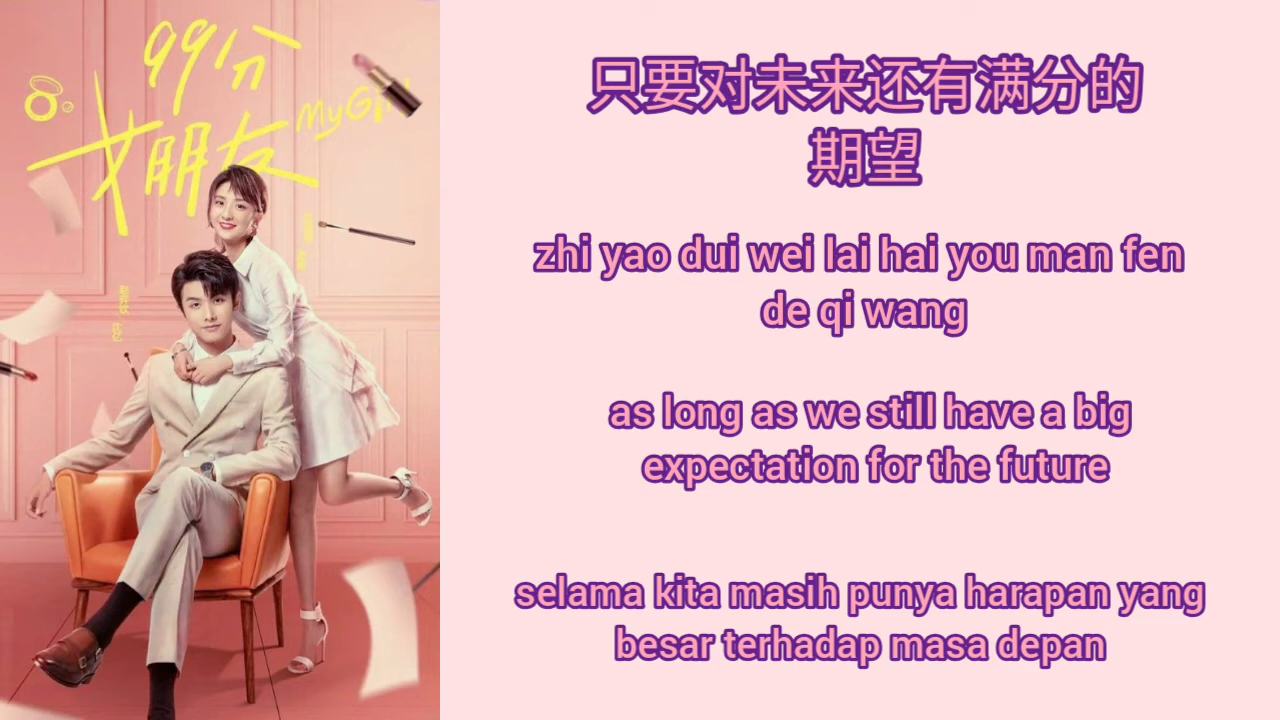 99分
女朋友
My Girl
只要对未来还有满分的
期望
zhi yao dui wei lai hai you man fen
de qi wang
as long as we still have a big
expectation for the future
selama kita masih punya harapan yang
besar terhadap masa depan